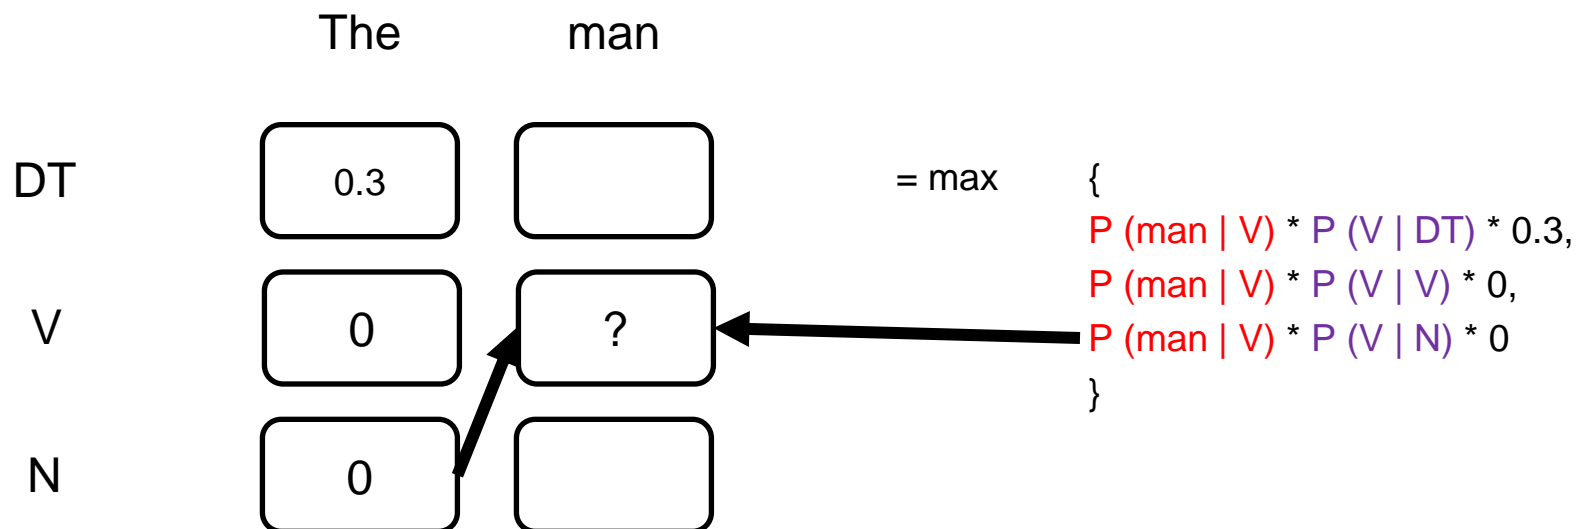 The man
DT 0.3 = max {
P (man | V) * P (V | DT) * 0.3,
P (man | V) * P (V | V) * 0,
V 0 ? P (man | V) * P (V | N) * 0
}
N 0